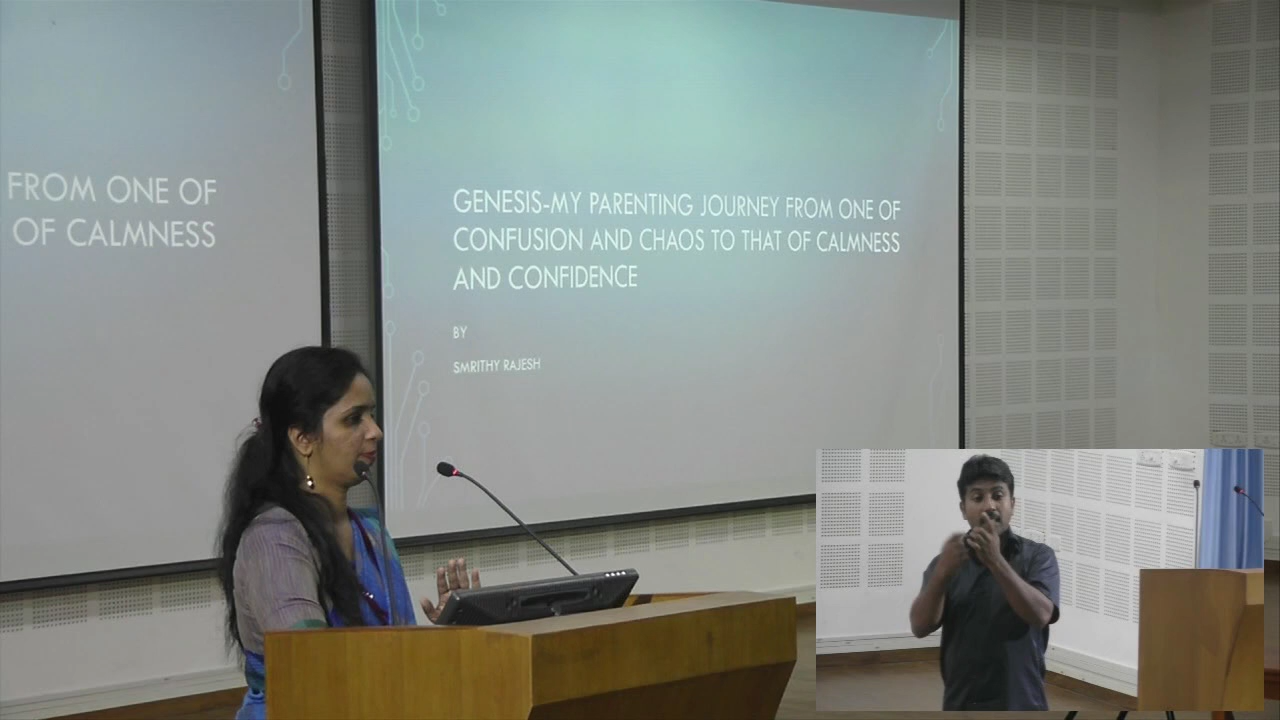 FROM ONE OF
OF CALMNESS
GENESIS-MY PARENTING JOURNEY FROM ONE OF
CONFUSION AND CHAOS TO THAT OF CALMNESS
AND CONFIDENCE
BY
SMRITHY RAJESH